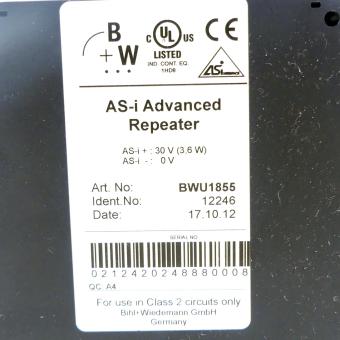 B
+W
...
c UL US
LISTED
IND. CONT. EQ.
1HD8
CE
ASi
AS-i Advanced
Repeater
AS-i + : 30 V (3.6 W)
AS-i - : 0 V
Art. No: BWU1855
Ident.No: 12246
Date: 17.10.12
SERIAL NO
0212420248880008
QC A4
For use in Class 2 circuits only
Bihl+Wiedemann GmbH
Germany